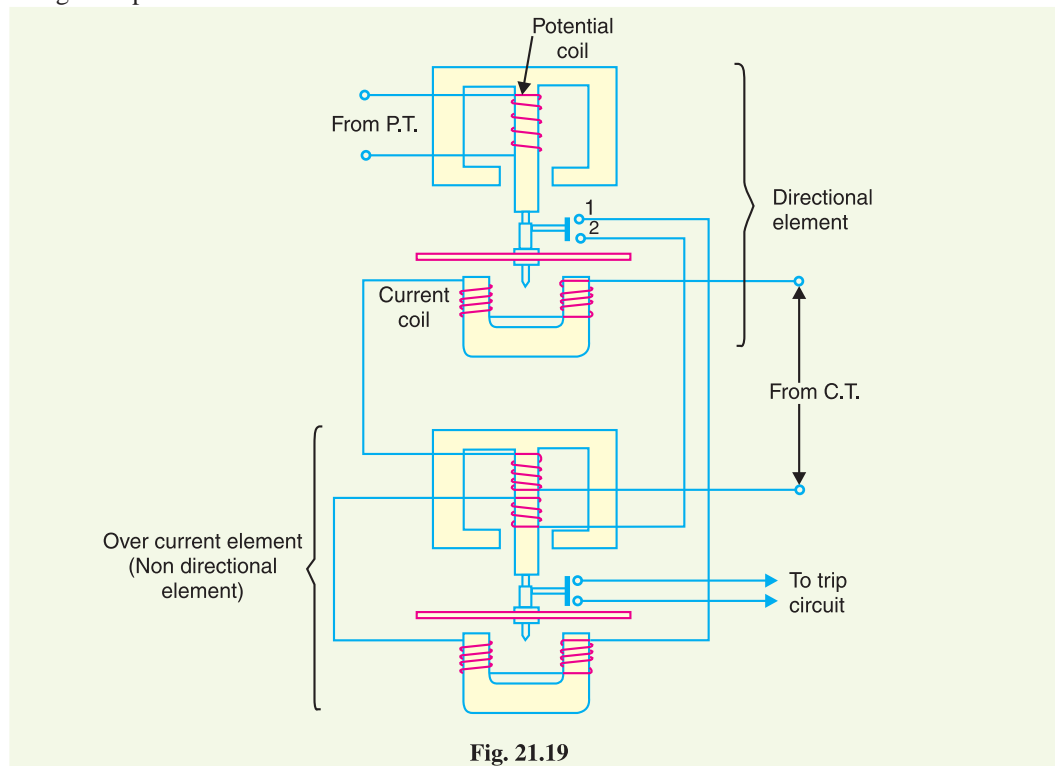 Potential
coil
From P.T.
1
2
Directional
element
Current
coil
From C.T.
Over current element
(Non directional
element)
To trip
circuit
Fig. 21.19